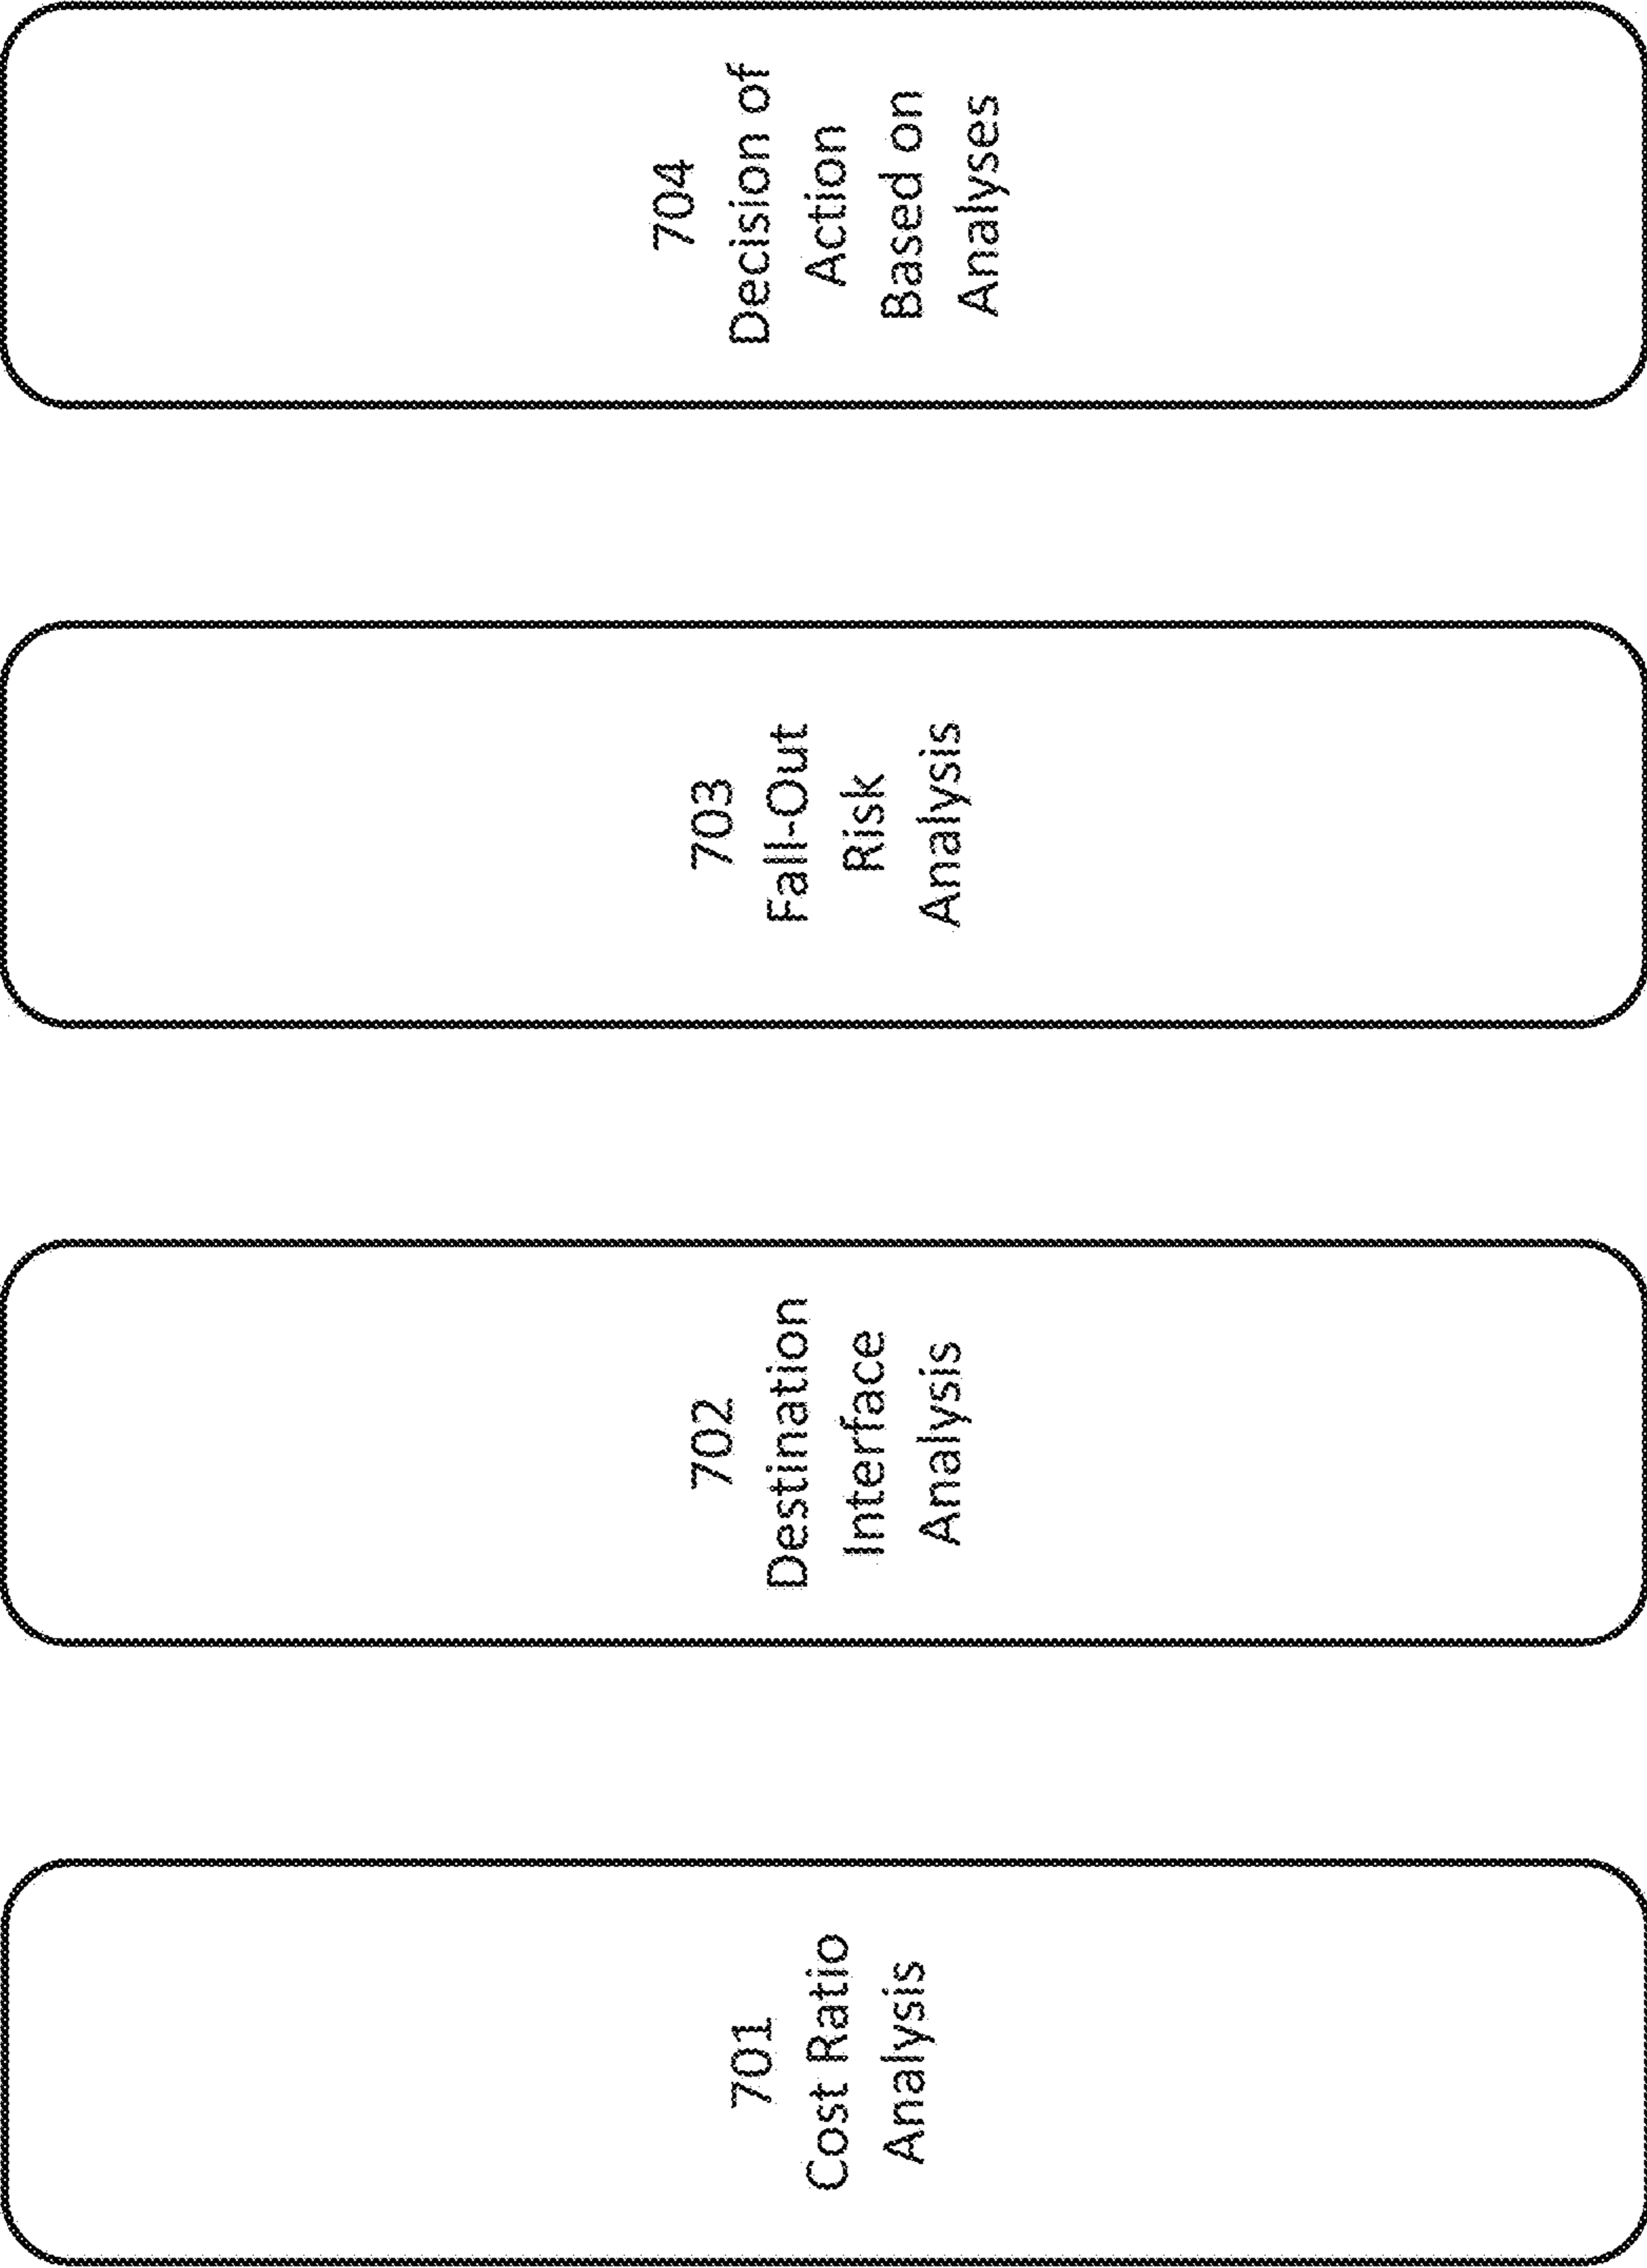 701
Cost Ratio
Analysis
702
Destination
Interface
Analysis
703
Fall-Out
Risk
Analysis
704
Decision of
Action
Based on
Analyses